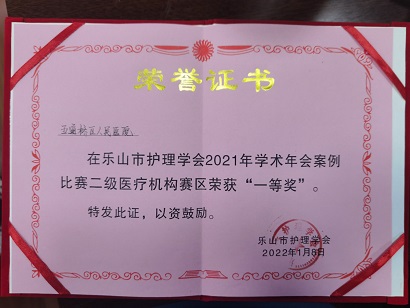 荣誉证书
五通桥区人民医院:
在乐山市护理学会2021年学术年会案例
比赛二级医疗机构赛区荣获“一等奖”。
特发此证，以资鼓励。
乐山市护理学会
2022年1月8日